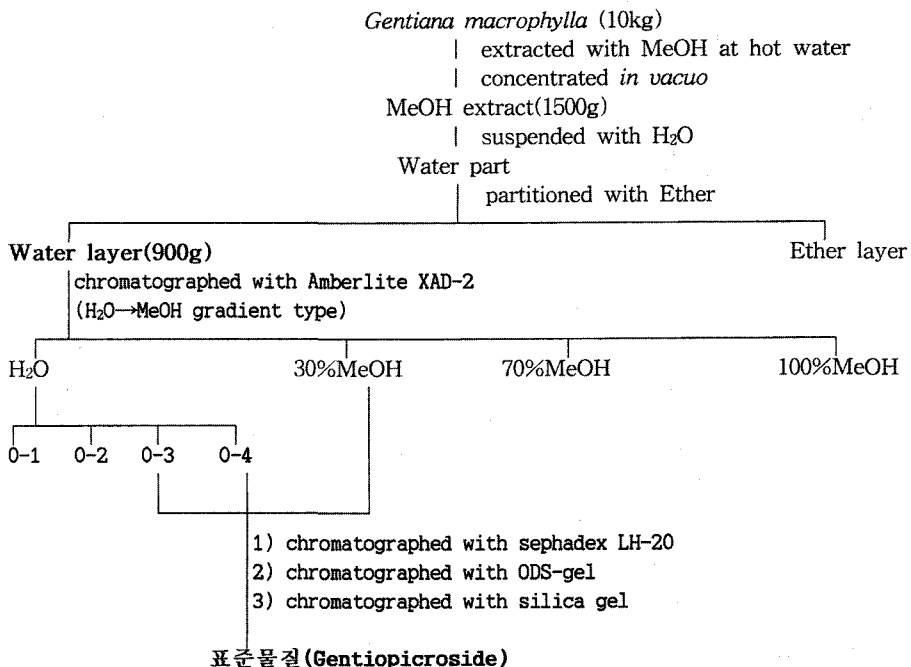 Gentiana macrophylla (10kg)
extracted with MeOH at hot water
concentrated in vacuo
MeOH extract(1500g)
suspended with H₂O
Water part
partitioned with Ether
Water layer(900g)
Ether layer
chromatographed with Amberlite XAD-2
(H₂O→MeOH gradient type)
H₂O 30%MeOH 70%MeOH 100%MeOH
0-1 0-2 0-3 0-4
1) chromatographed with sephadex LH-20
2) chromatographed with ODS-gel
3) chromatographed with silica gel
표준물질(Gentiopicroside)